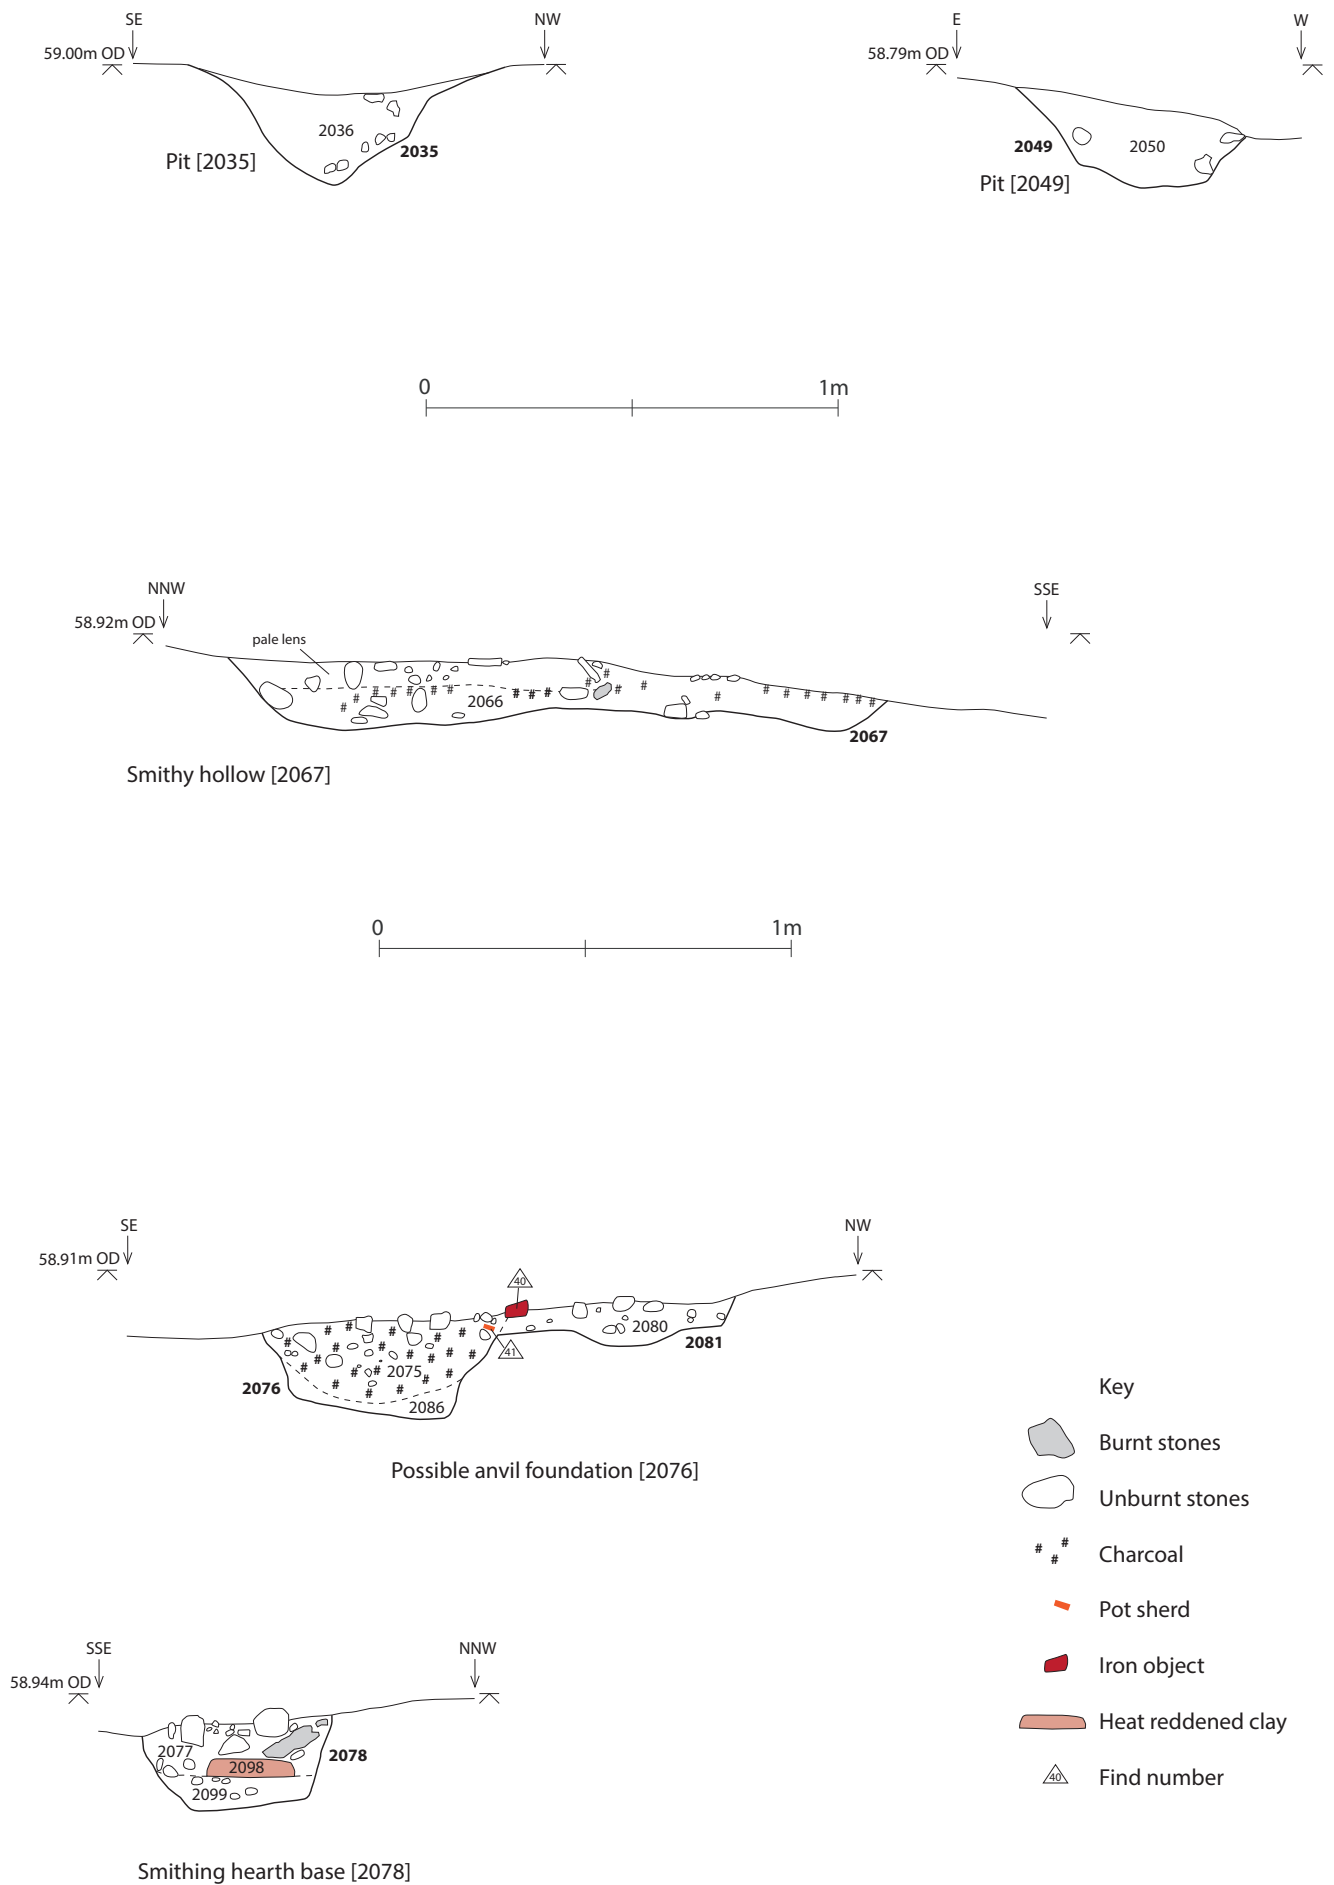 SE
NW
59.00m OD
2036
2035
Pit [2035]
E
W
58.79m OD
2049
2050
Pit [2049]
0
1m
NNW
SSE
58.92m OD
pale lens
2066
2067
Smithy hollow [2067]
0
1m
SE
NW
58.91m OD
40
2080
2081
41
2075
2076
2086
Possible anvil foundation [2076]
Key
Burnt stones
Unburnt stones
Charcoal
Pot sherd
Iron object
Heat reddened clay
40
Find number
SSE
NNW
58.94m OD
2077
2078
2098
2099
Smithing hearth base [2078]